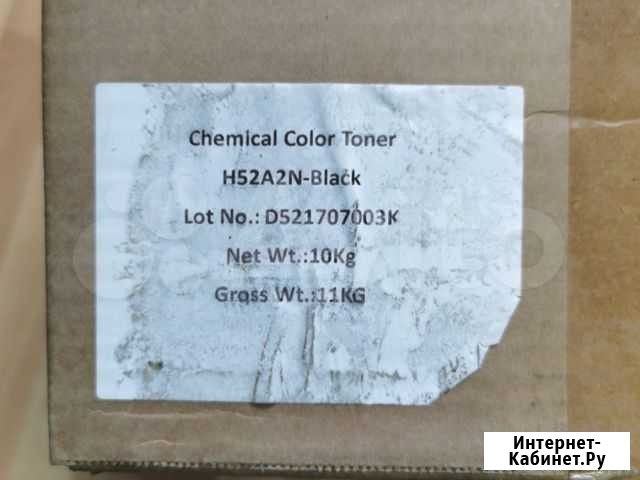 Chemical Color Toner
H52A2N-Black
Lot No.: D521707003K
Net Wt.:10Kg
Gross Wt.:11KG
Интернет-
Кабинет.Ру